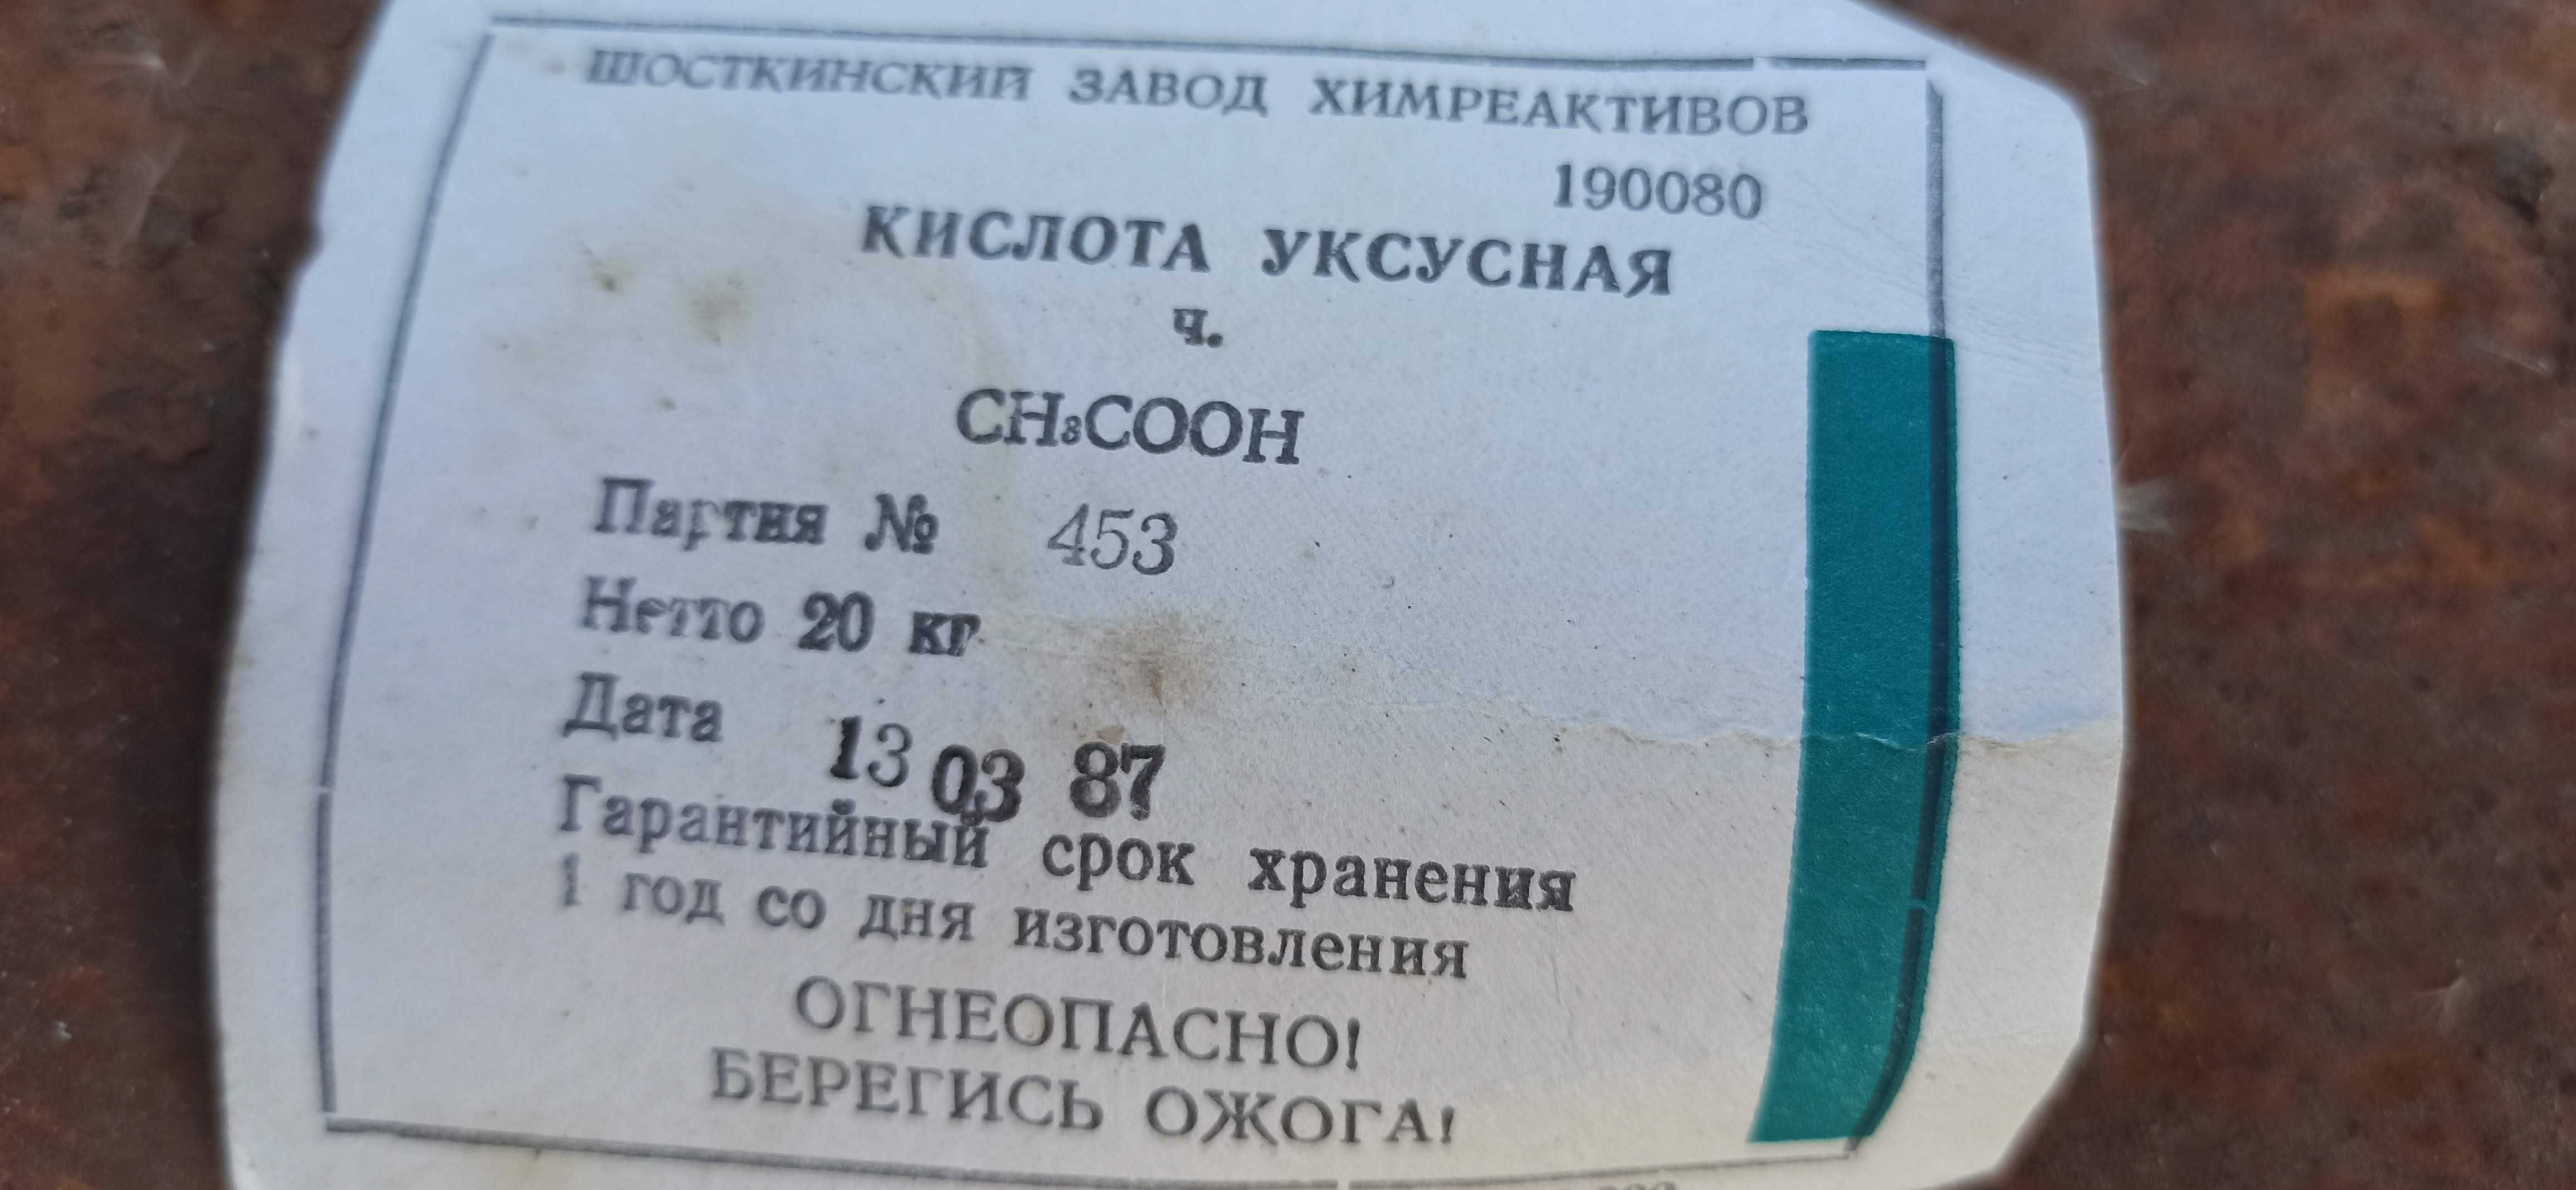 ШОСТКИНСКИЙ ЗАВОД ХИМРЕАКТИВОВ
190080
КИСЛОТА УКСУСНАЯ
ч.
CH₃COOH
Партия № 453
Нетто 20 кг
Дата 13 03 87
Гарантийный срок хранения
1 год со дня изготовления
ОГНЕОПАСНО!
БЕРЕГИСЬ ОЖОГА!